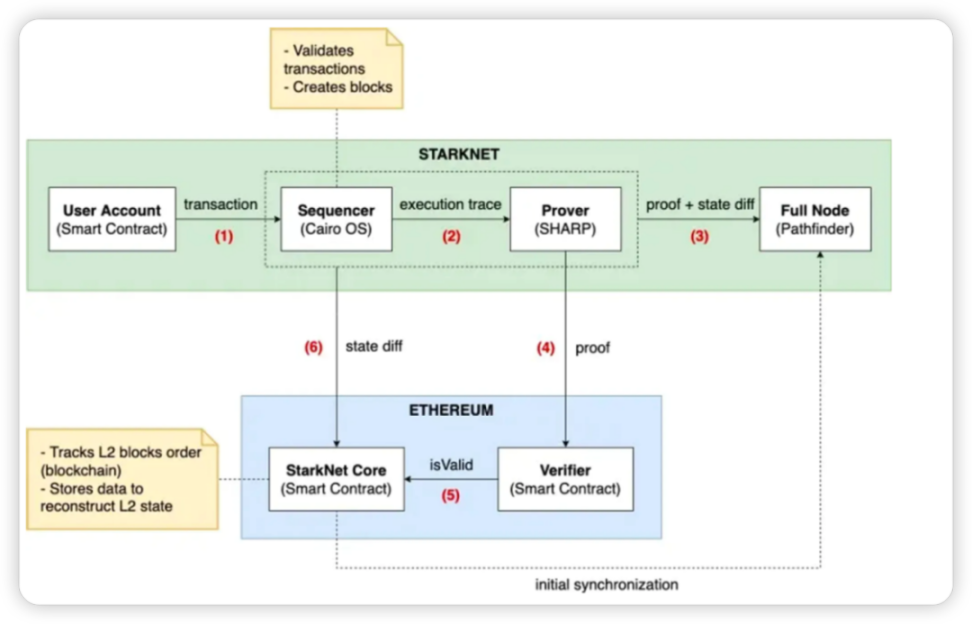 - Validates
transactions
- Creates blocks
STARKNET
User Account
(Smart Contract)
transaction
(1)
Sequencer
(Cairo OS)
execution trace
(2)
Prover
(SHARP)
proof + state diff
(3)
Full Node
(Pathfinder)
(6)
state diff
(4)
proof
ETHEREUM
- Tracks L2 blocks order
(blockchain)
- Stores data to
reconstruct L2 state
StarkNet Core
(Smart Contract)
isValid
(5)
Verifier
(Smart Contract)
initial synchronization